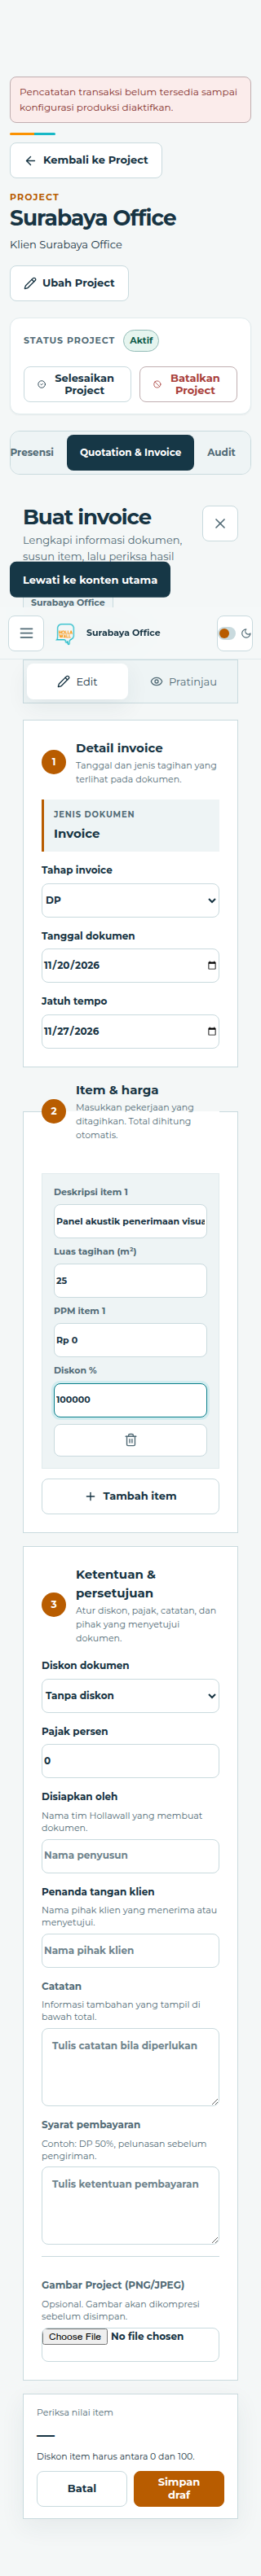 Pencatatan transaksi belum tersedia sampai
konfigurasi produksi diaktifkan.
Kembali ke Project
PROJECT
Surabaya Office
Klien Surabaya Office
Ubah Project
STATUS PROJECT Aktif
Selesaikan
Project
Batalkan
Project
Presensi Quotation & Invoice Audit
Buat invoice
Lengkapi informasi dokumen,
susun item, lalu periksa hasil
Lewati ke konten utama
Surabaya Office
HOLLA WALL Surabaya Office
Edit Pratinjau
1 Detail invoice
Tanggal dan jenis tagihan yang
terlihat pada dokumen.
JENIS DOKUMEN
Invoice
Tahap invoice
DP
Tanggal dokumen
11/20/2026
Jatuh tempo
11/27/2026
2 Item & harga
Masukkan pekerjaan yang
ditagihkan. Total dihitung
otomatis.
Deskripsi item 1
Panel akustik penerimaan visua
Luas tagihan (m²)
25
PPM item 1
Rp 0
Diskon %
100000
Tambah item
3 Ketentuan &
persetujuan
Atur diskon, pajak, catatan, dan
pihak yang menyetujui
dokumen.
Diskon dokumen
Tanpa diskon
Pajak persen
0
Disiapkan oleh
Nama tim Hollawall yang membuat
dokumen.
Nama penyusun
Penanda tangan klien
Nama pihak klien yang menerima atau
menyetujui.
Nama pihak klien
Catatan
Informasi tambahan yang tampil di
bawah total.
Tulis catatan bila diperlukan
Syarat pembayaran
Contoh: DP 50%, pelunasan sebelum
pengiriman.
Tulis ketentuan pembayaran
Gambar Project (PNG/JPEG)
Opsional. Gambar akan dikompresi
sebelum disimpan.
Choose File No file chosen
Periksa nilai item
—
Diskon item harus antara 0 dan 100.
Batal
Simpan
draf